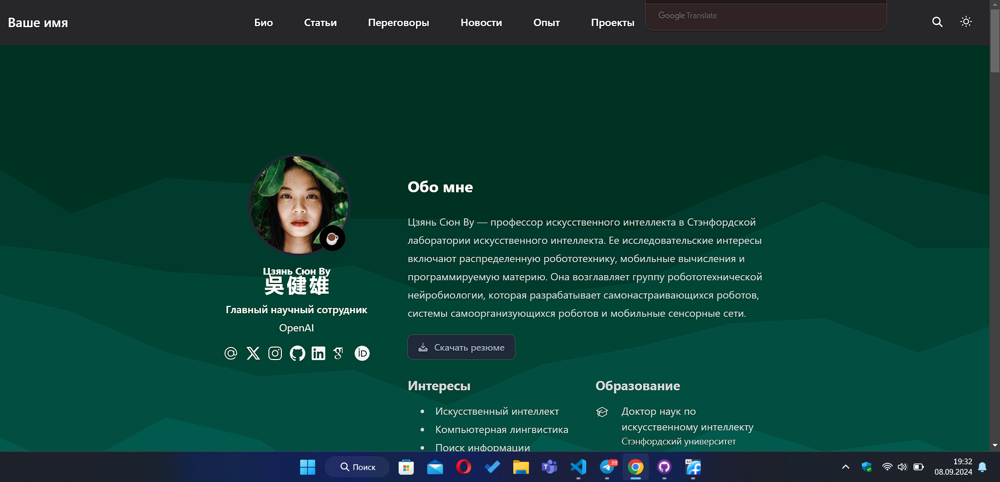 Ваше имя
Био
Статьи
Переговоры
Новости
Опыт
Проекты
Google Translate
Цзянь Сюн Ву
吳健雄
Главный научный сотрудник
OpenAI
Обо мне
Цзянь Сюн Ву — профессор искусственного интеллекта в Стэнфордской
лаборатории искусственного интеллекта. Ее исследовательские интересы
включают распределенную робототехнику, мобильные вычисления и
программируемую материю. Она возглавляет группу робототехнической
нейробиологии, которая разрабатывает самонастраивающихся роботов,
системы самоорганизующихся роботов и мобильные сенсорные сети.
Скачать резюме
Интересы
Искусственный интеллект
Компьютерная лингвистика
Поиск информации
Образование
Доктор наук по
искусственному интеллекту
Стэнфордский университет
Поиск
..88
64
19:32
08.09.2024